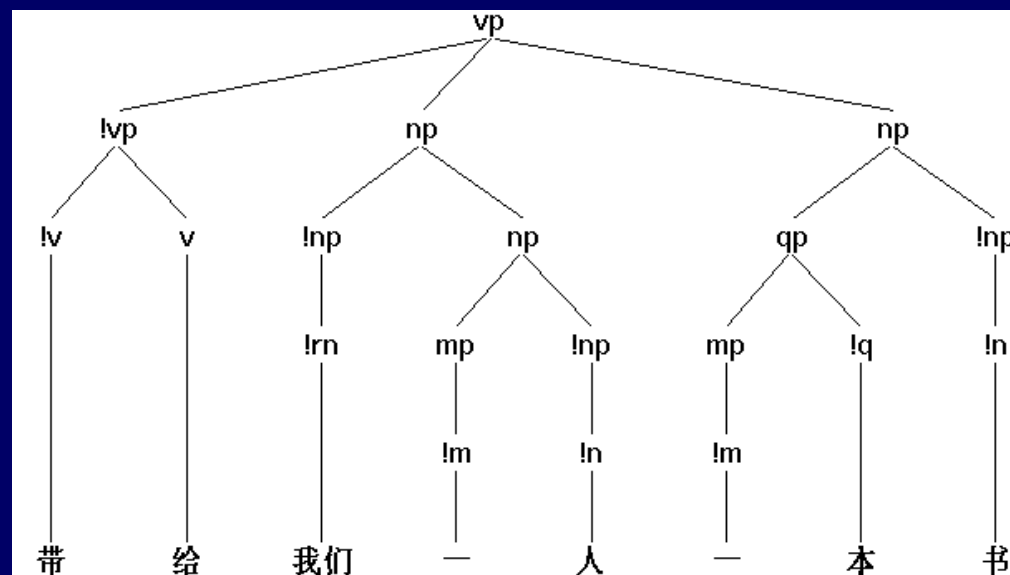 vp
!vp np np
!v v !np np qp !np
!rn mp !np mp !q !n
!m !n !m
带 给 我们 一 人 一 本 书